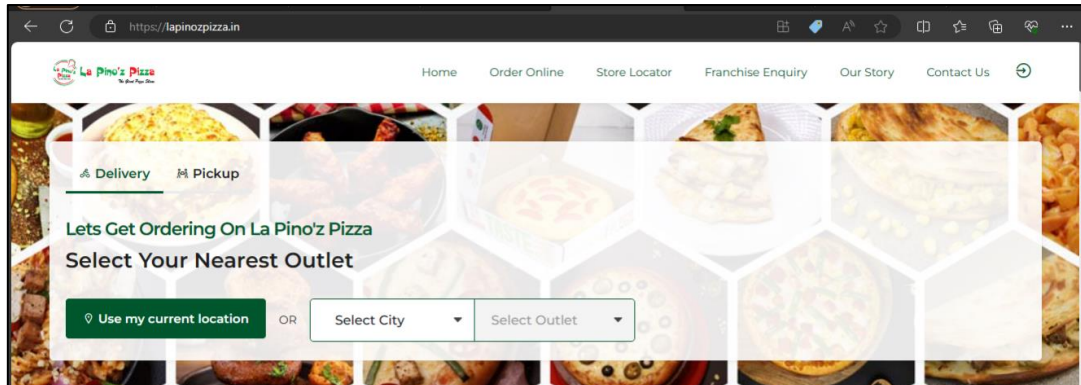 https://lapinozpizza.in
La Pino'z Pizza
Home Order Online Store Locator Franchise Enquiry Our Story Contact Us
Delivery Pickup
Lets Get Ordering On La Pino'z Pizza
Select Your Nearest Outlet
Use my current location OR Select City Select Outlet